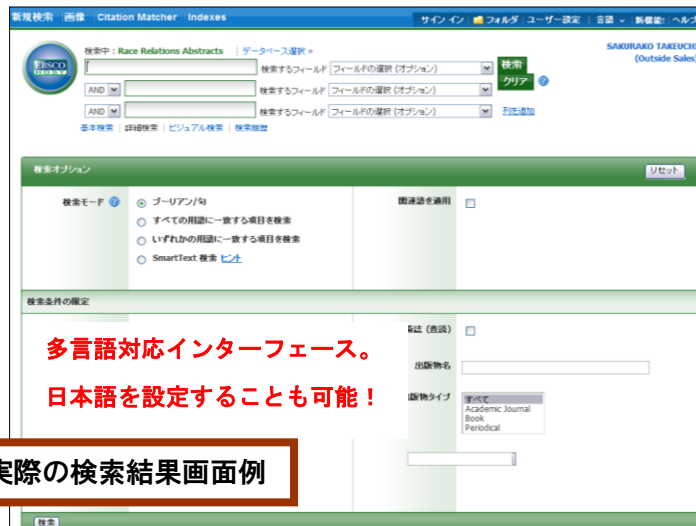 新規検索 画像 Citation Matcher Indexes サイン イン フォルダ ユーザー設定 言語 新機能! ヘルプ
検索中 : Race Relations Abstracts データベース選択 »
SAKURAKO TAKEUCHI
(Outside Sales)
EBSCO
HOST
検索するフィールド フィールドの選択 (オプション) 検索
クリア
AND 検索するフィールド フィールドの選択 (オプション)
AND 検索するフィールド フィールドの選択 (オプション) 列を追加
基本検索 詳細検索 ビジュアル検索 検索履歴
検索オプション リセット
検索モード ブーリアン/句 関連語を適用
すべての用語に一致する項目を検索
いずれかの用語に一致する項目を検索
SmartText 検索 ヒント
検索条件の限定
(査読)
多言語対応インターフェース。
出版物名
日本語を設定することも可能！
出版物タイプ すべて
Academic Journal
Book
Periodical
実際の検索結果画面例
検索